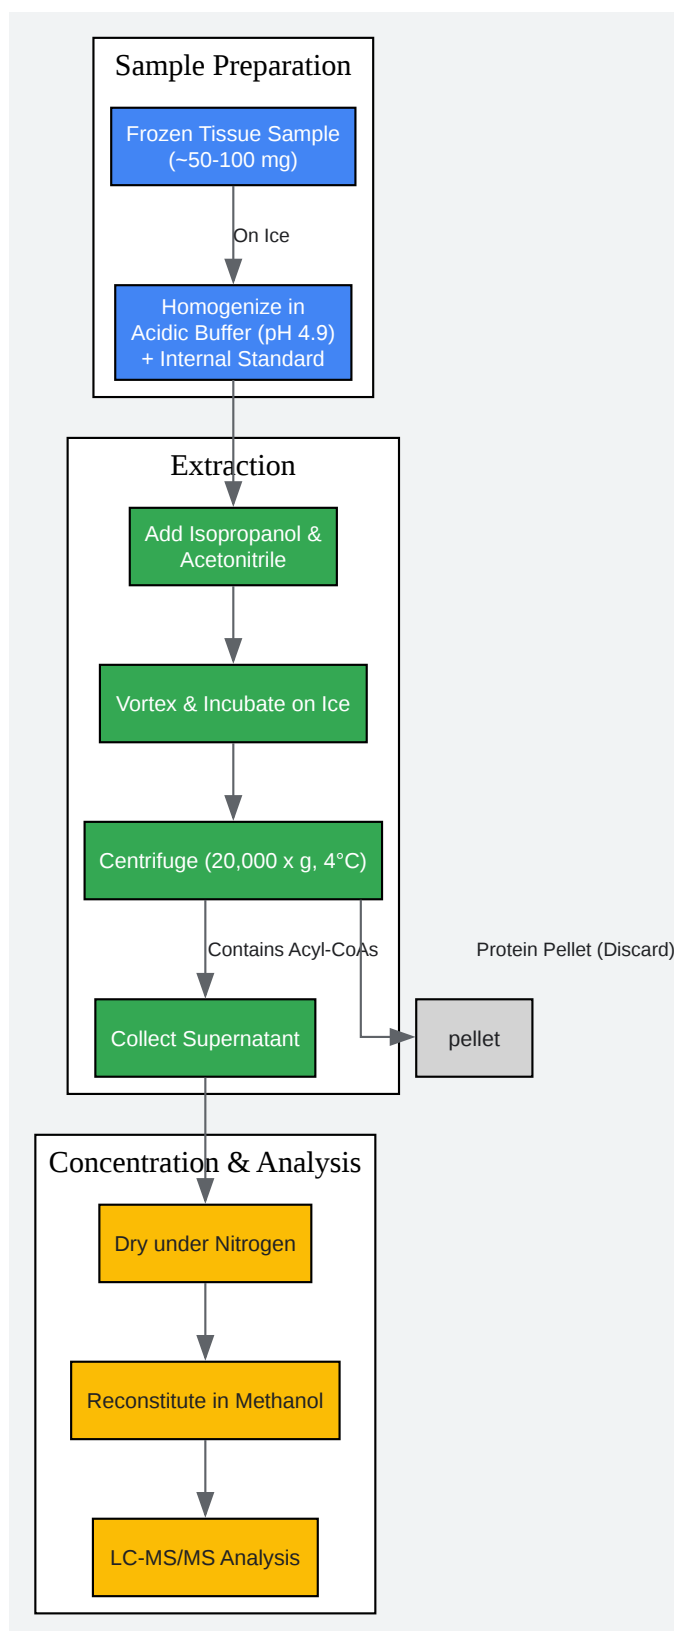 Sample Preparation
Frozen Tissue Sample
(~50-100 mg)
On Ice
Homogenize in
Acidic Buffer (pH 4.9)
+ Internal Standard
Extraction
Add Isopropanol &
Acetonitrile
Vortex & Incubate on Ice
Centrifuge (20,000 x g, 4°C)
Contains Acyl-CoAs
Protein Pellet (Discard)
Collect Supernatant
pellet
Concentration & Analysis
Dry under Nitrogen
Reconstitute in Methanol
LC-MS/MS Analysis